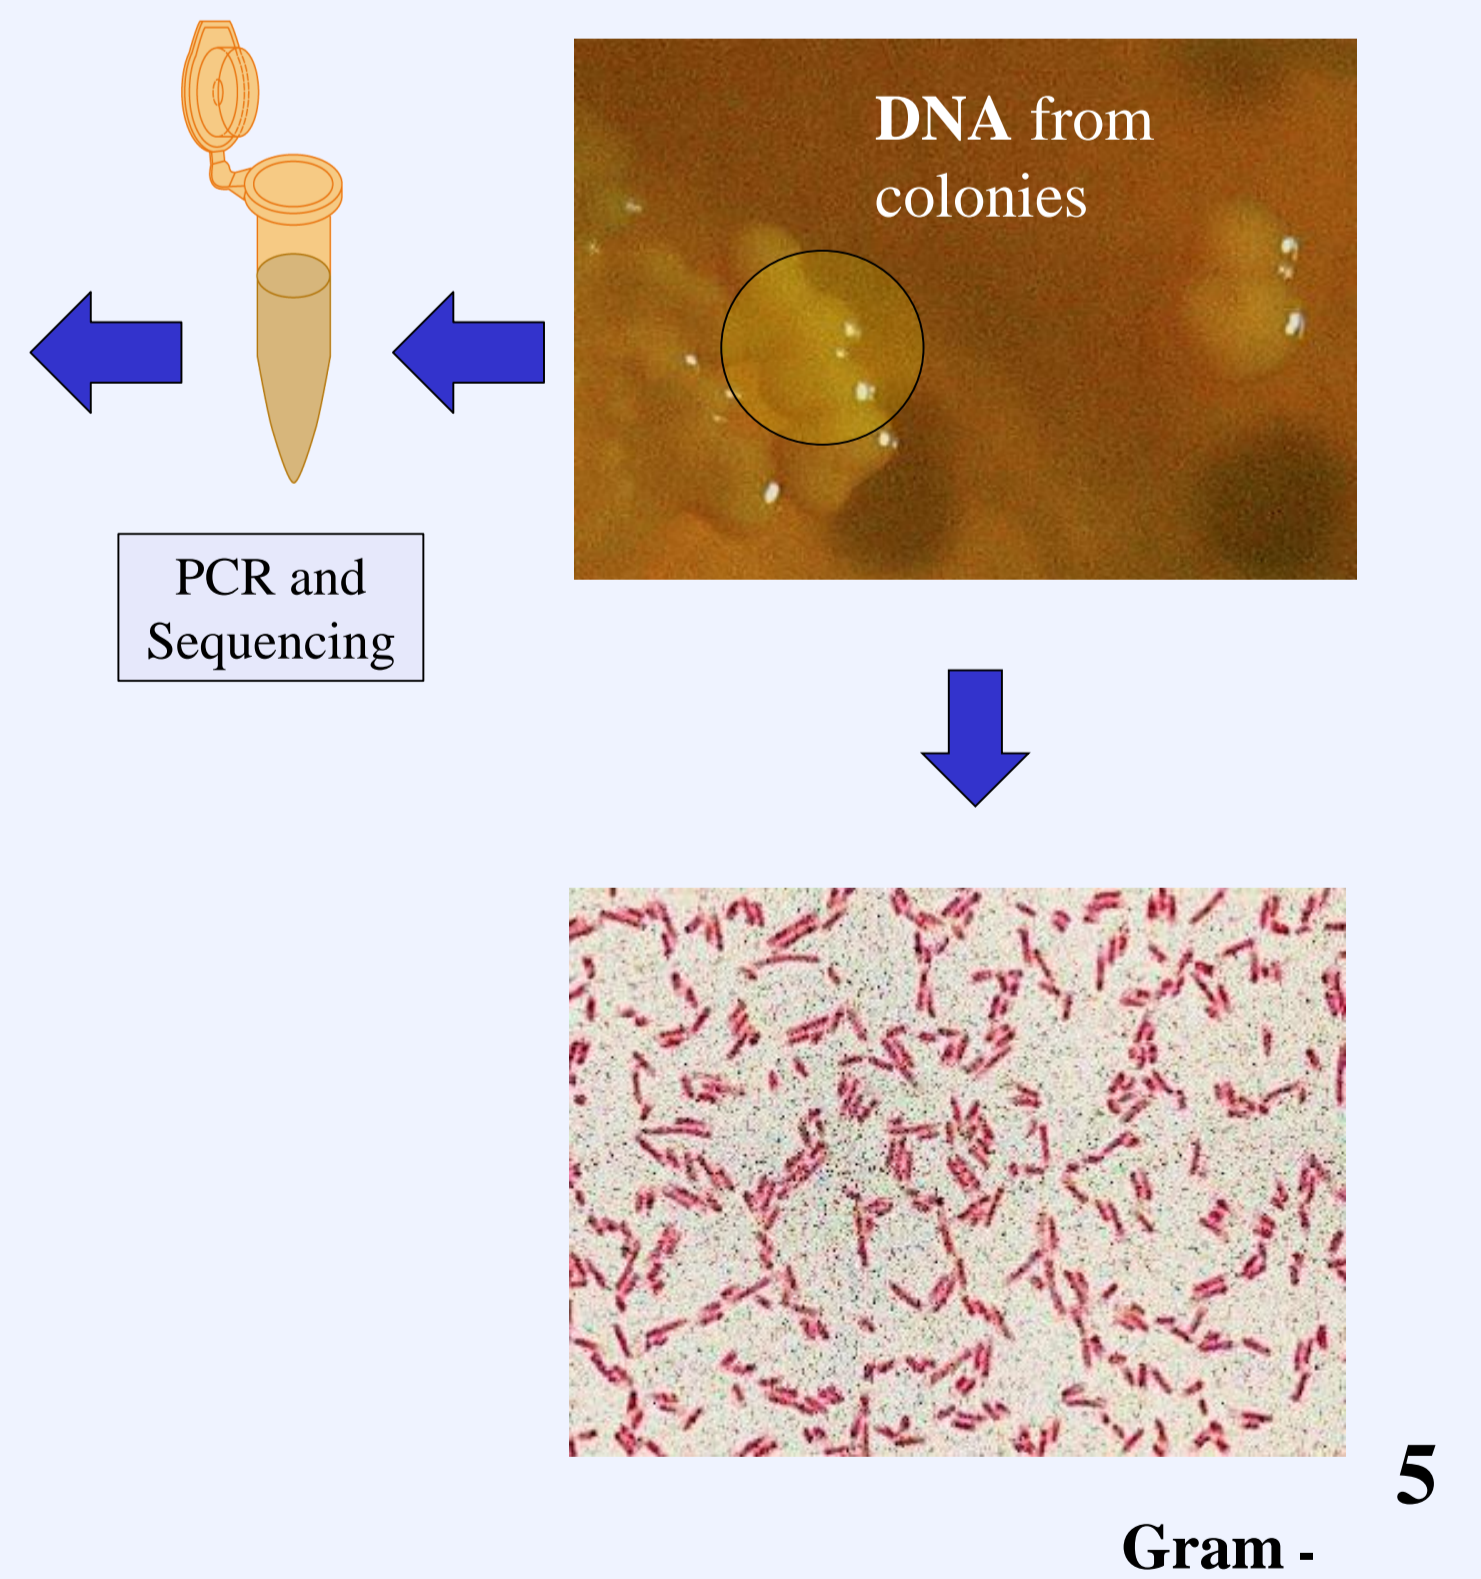 DNA from
colonies
PCR and
Sequencing
5
Gram -